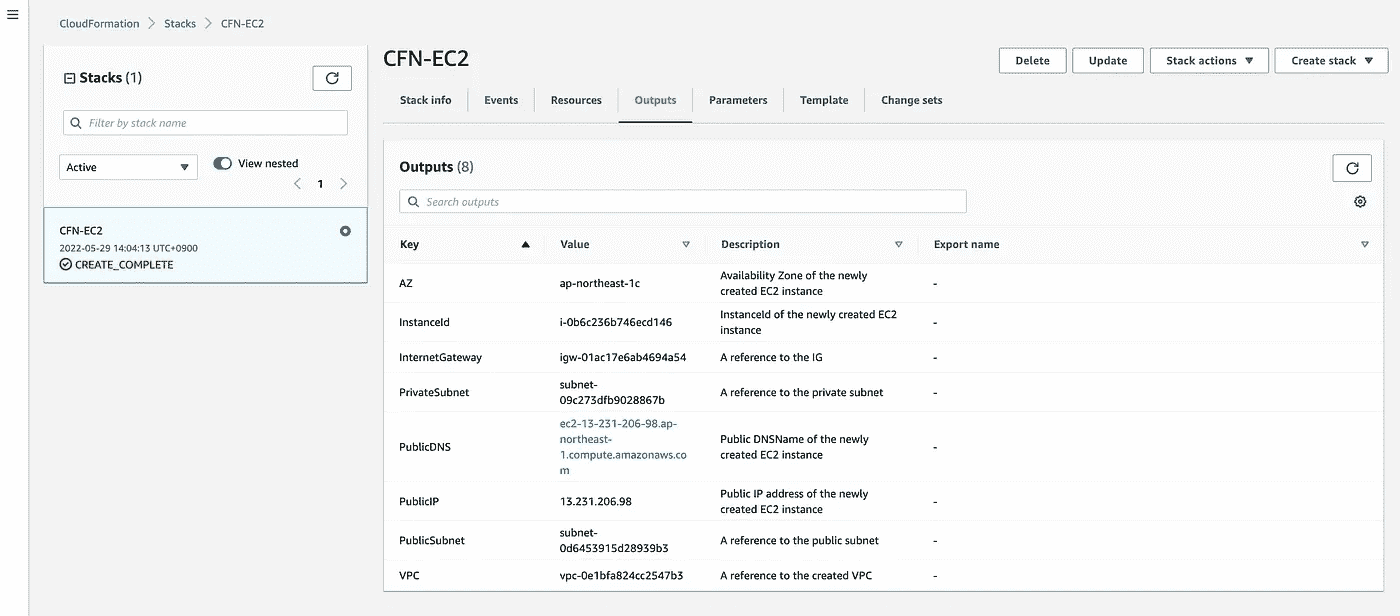 CloudFormation > Stacks > CFN-EC2
Stacks (1)
Filter by stack name
Active
View nested
1
CFN-EC2
2022-05-29 14:04:13 UTC+0900
CREATE_COMPLETE
CFN-EC2
Delete
Update
Stack actions
Create stack
Stack info
Events
Resources
Outputs
Parameters
Template
Change sets
Outputs (8)
Search outputs
Key
Value
Description
Export name
AZ
ap-northeast-1c
Availability Zone of the newly
created EC2 instance
-
InstanceId
i-0b6c236b746ecd146
InstanceId of the newly created EC2
instance
-
InternetGateway
igw-01ac17e6ab4694a54
A reference to the IG
-
PrivateSubnet
subnet-
09c273dfb9028867b
A reference to the private subnet
-
PublicDNS
ec2-13-231-206-98.ap-
northeast-
1.compute.amazonaws.co
m
Public DNSName of the newly
created EC2 instance
-
PublicIP
13.231.206.98
Public IP address of the newly
created EC2 instance
-
PublicSubnet
subnet-
0d6453915d28939b3
A reference to the public subnet
-
VPC
vpc-0e1bfa824cc2547b3
A reference to the created VPC
-